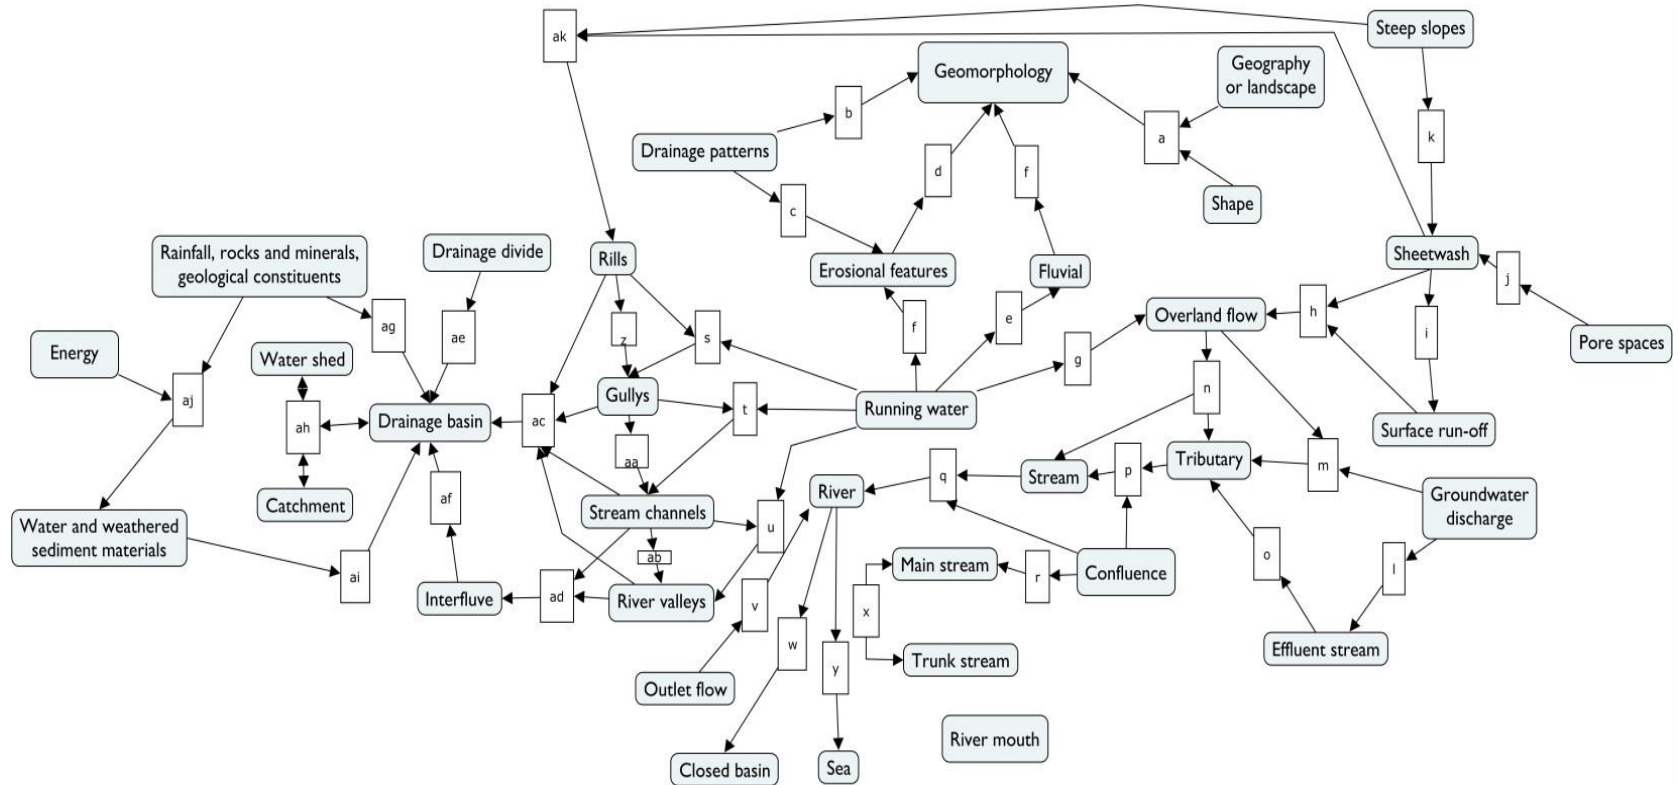 ak
Steep slopes
Geomorphology
Geography
or landscape
b
a
k
Drainage patterns
d
f
c
Shape
Rainfall, rocks and minerals,
geological constituents
Drainage divide
Rills
Erosional features
Fluvial
Sheetwash
j
ag
ae
z
s
f
e
g
Overland flow
h
i
Pore spaces
Energy
Water shed
aj
ah
Drainage basin
ac
Gullys
t
Running water
n
Surface run-off
aa
Catchment
af
Stream channels
u
River
q
Stream
p
Tributary
m
Groundwater
discharge
Water and weathered
sediment materials
ai
ab
Interfluve
ad
River valleys
v
w
x
Main stream
r
Confluence
o
l
y
Trunk stream
Effluent stream
Outlet flow
River mouth
Closed basin
Sea